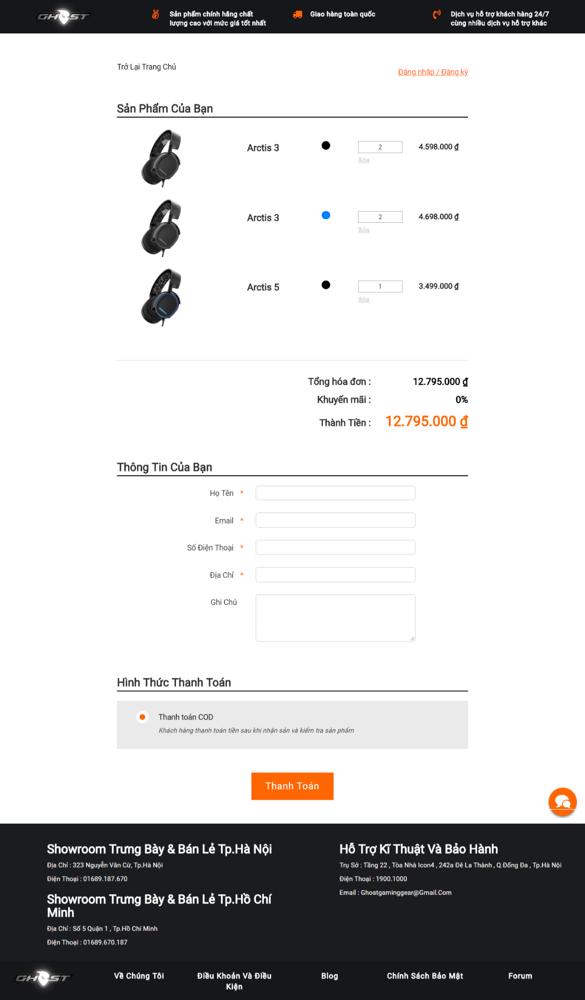 GHOST
Sản phẩm chính hãng chất
lượng cao với mức giá tốt nhất
Giao hàng toàn quốc
Dịch vụ hỗ trợ khách hàng 24/7
cùng nhiều dịch vụ hỗ trợ khác
Trở Lại Trang Chủ
Đăng nhập / Đăng ký
Sản Phẩm Của Bạn
Arctis 3
2
4.598.000 ₫
Xóa
Arctis 3
2
4.698.000 ₫
Xóa
Arctis 5
1
3.499.000 ₫
Xóa
Tổng hóa đơn : 12.795.000 ₫
Khuyến mãi : 0%
Thành Tiền : 12.795.000 ₫
Thông Tin Của Bạn
Họ Tên *
Email *
Số Điện Thoại *
Địa Chỉ *
Ghi Chú
Hình Thức Thanh Toán
Thanh toán COD
Khách hàng thanh toán tiền sau khi nhận sản và kiểm tra sản phẩm
Thanh Toán
Showroom Trưng Bày & Bán Lẻ Tp.Hà Nội
Địa Chỉ : 323 Nguyễn Văn Cừ, Tp.Hà Nội
Điện Thoại : 01689.187.670
Showroom Trưng Bày & Bán Lẻ Tp.Hồ Chí
Minh
Địa Chỉ : Số 5 Quận 1 , Tp.Hồ Chí Minh
Điện Thoại : 01689.670.187
Hỗ Trợ Kĩ Thuật Và Bảo Hành
Trụ Sở : Tầng 22 , Tòa Nhà Icon4 , 242a Đê La Thành , Q.Đống Đa , Tp.Hà Nội
Điện Thoại : 1900.1000
Email : Ghostgaminggear@Gmail.Com
GHOST
Về Chúng Tôi
Điều Khoản Và Điều
Kiện
Blog
Chính Sách Bảo Mật
Forum